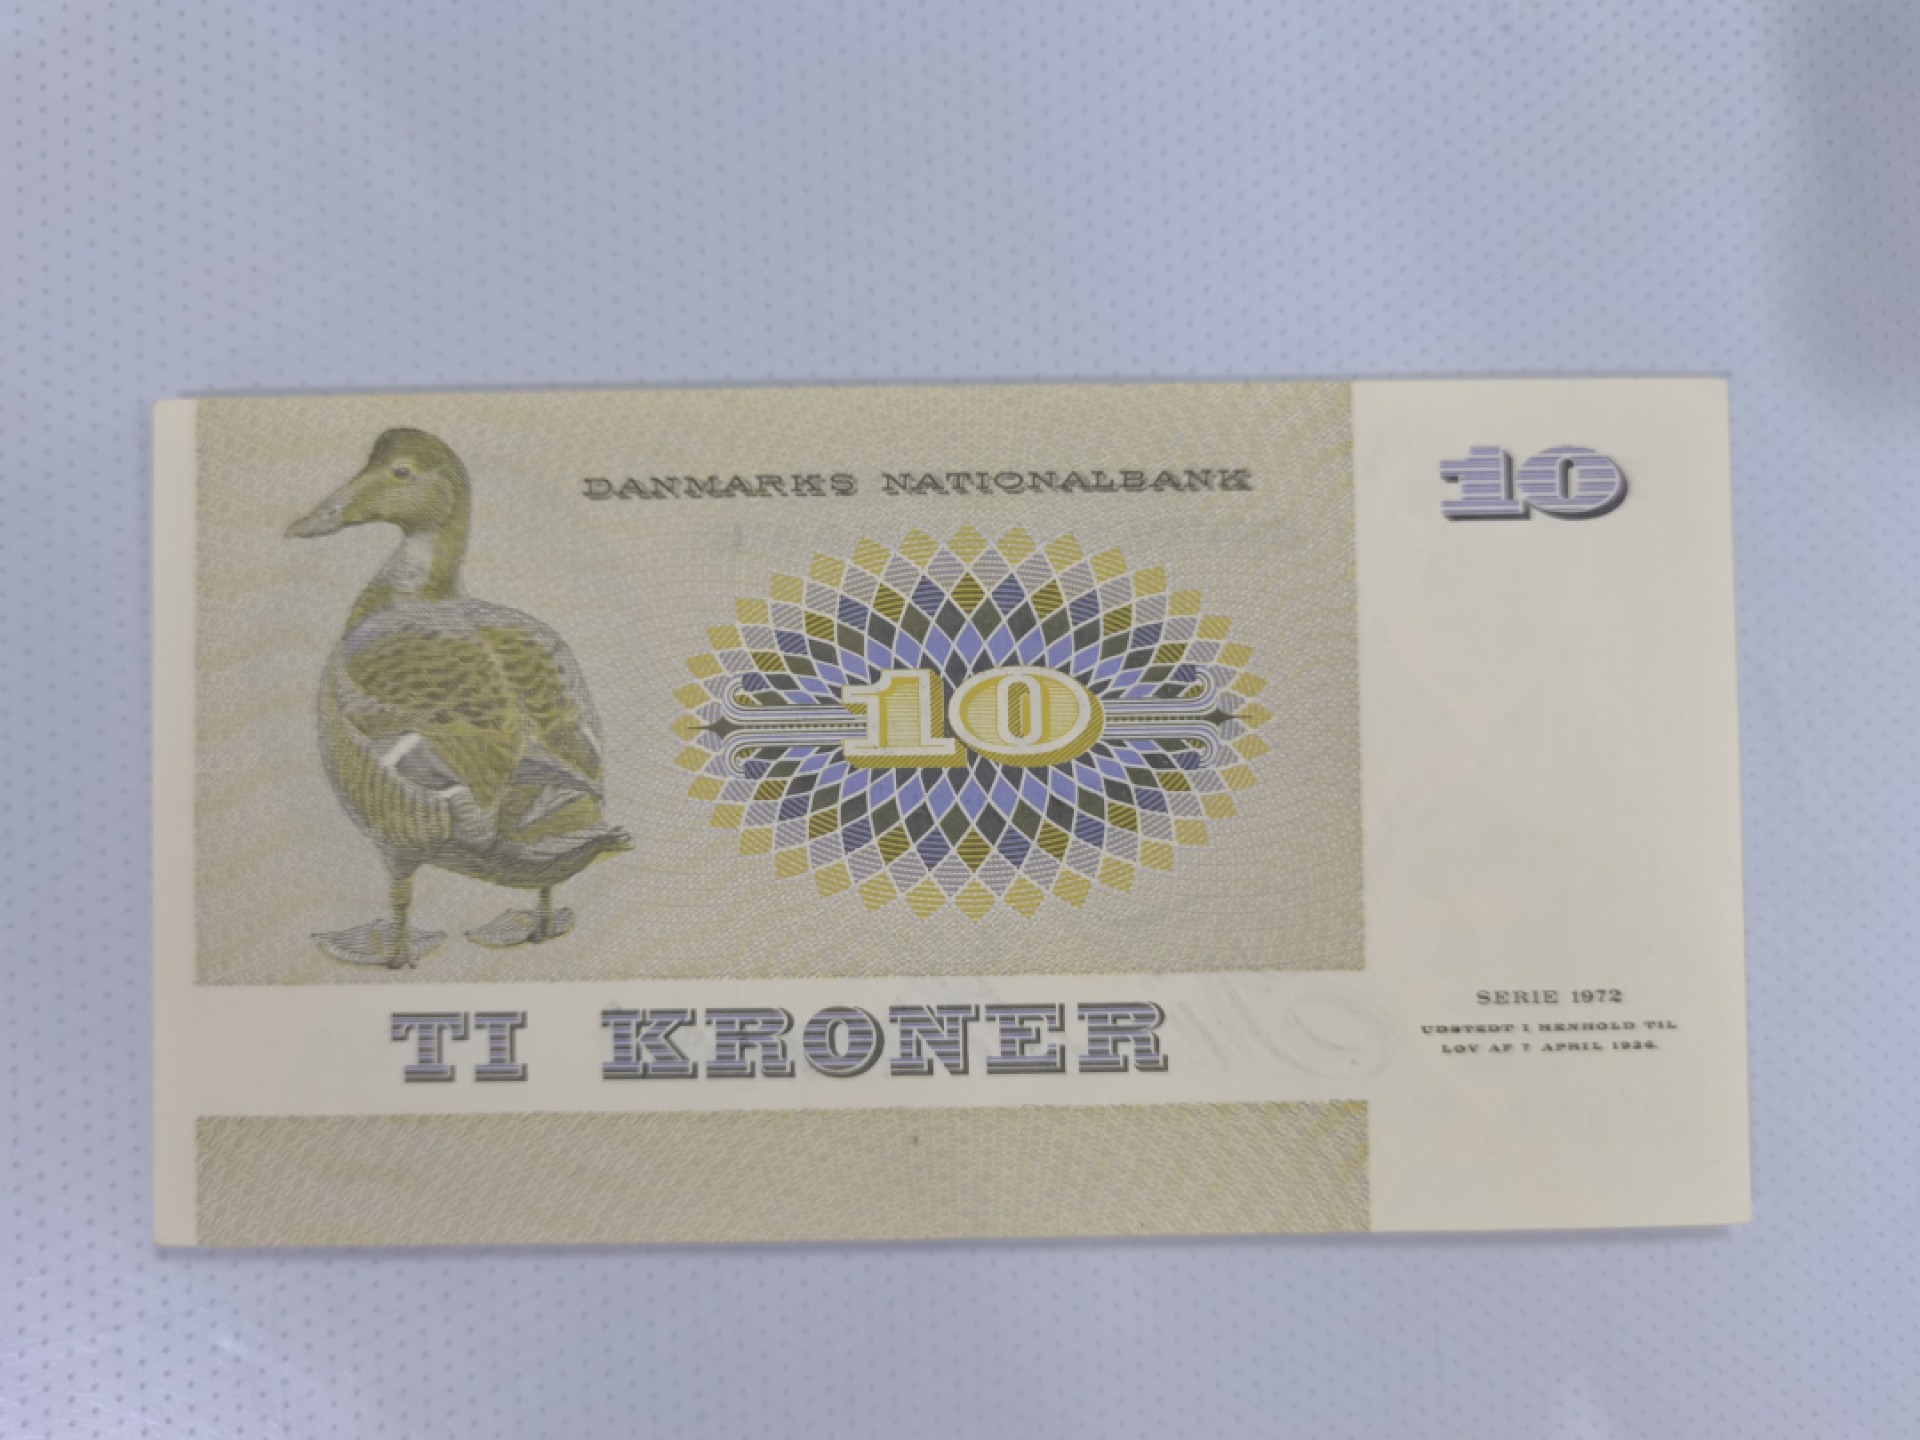 DANMARKS NATIONALBANK
10
10
TI KRONER
SERIE 1972
UDSTEDT I HENHOLD TIL
LOV AF 7 APRIL 1936.